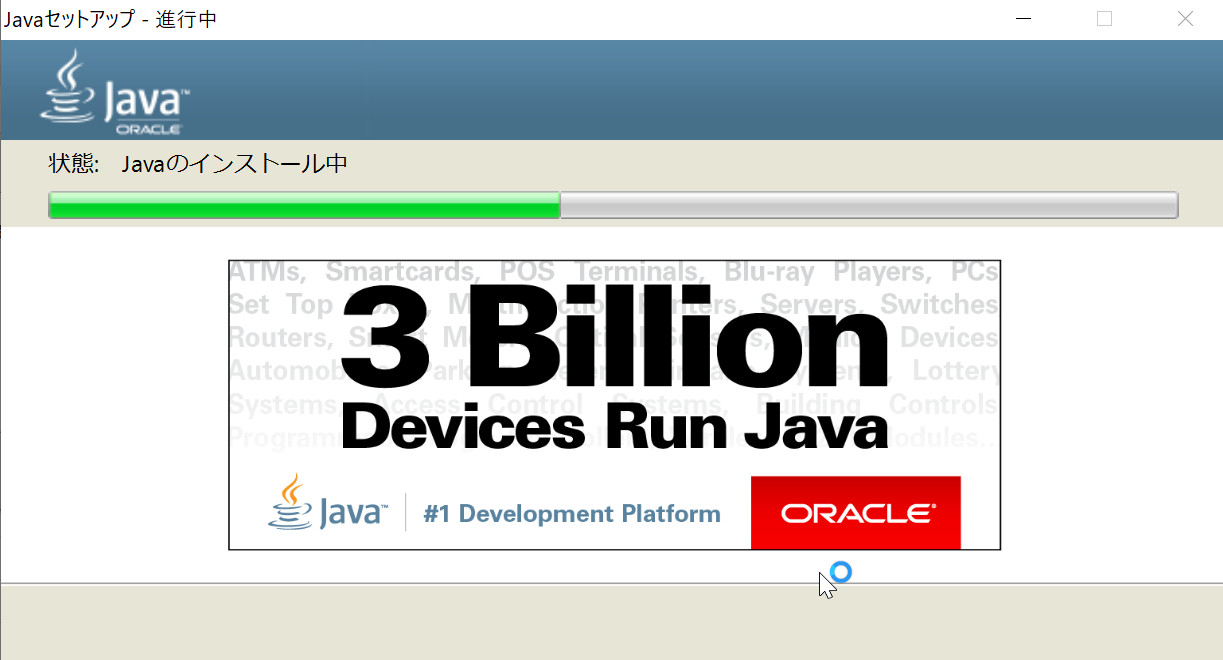 Javaセットアップ - 進行中
Java™
ORACLE
状態: Javaのインストール中
ATMs, Smartcards, POS Terminals, Blu-ray Players, PCs
Set Top Servers, Switches
Routers, Devices
Lottery
Systems, Access Control Systems, Building Controls
3 Billion
Devices Run Java
Java™ #1 Development Platform ORACLE®